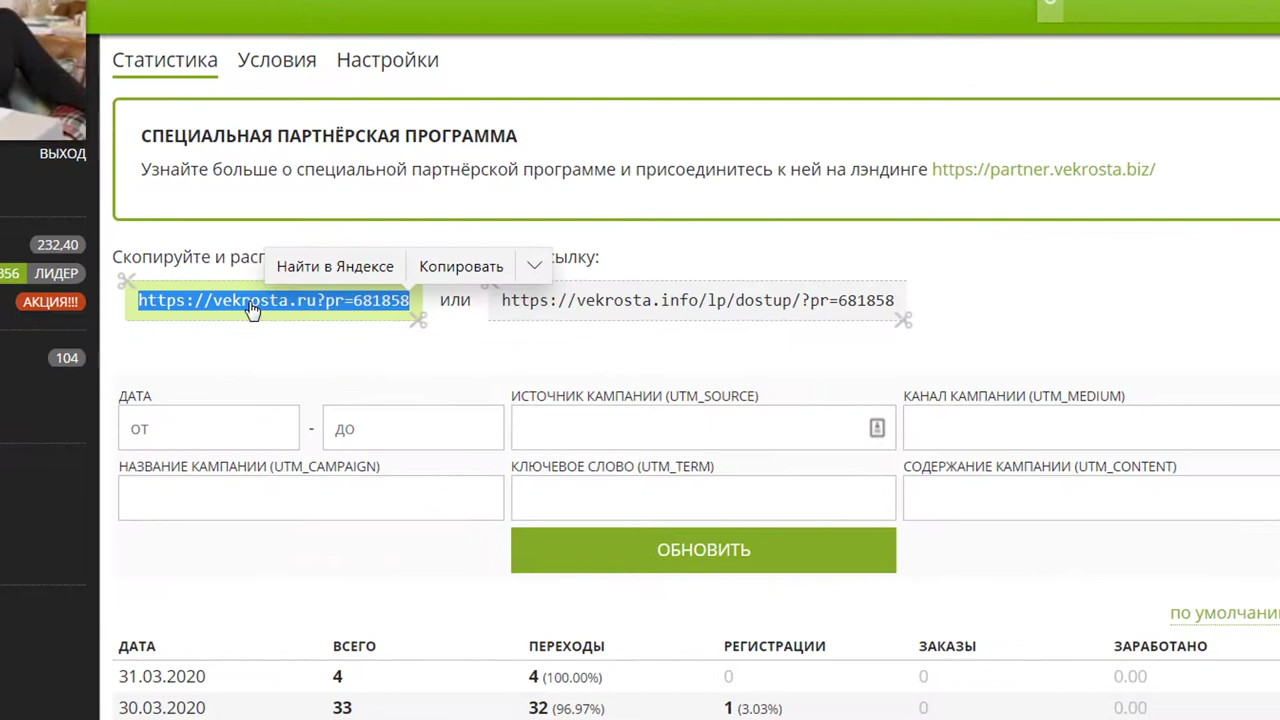 Статистика Условия Настройки
СПЕЦИАЛЬНАЯ ПАРТНЁРСКАЯ ПРОГРАММА
Узнайте больше о специальной партнёрской программе и присоединитесь к ней на лэндинге https://partner.vekrosta.biz/
ВЫХОД
232,40
356 ЛИДЕР
АКЦИЯ!!!
104
Скопируйте и расп
сылку:
Найти в Яндексе Копировать
https://vekrosta.ru?pr=681858 или https://vekrosta.info/lp/dostup/?pr=681858
ДАТА ИСТОЧНИК КАМПАНИИ (UTM_SOURCE) КАНАЛ КАМПАНИИ (UTM_MEDIUM)
от - до
НАЗВАНИЕ КАМПАНИИ (UTM_CAMPAIGN) КЛЮЧЕВОЕ СЛОВО (UTM_TERM) СОДЕРЖАНИЕ КАМПАНИИ (UTM_CONTENT)
ОБНОВИТЬ
по умолчани
ДАТА ВСЕГО ПЕРЕХОДЫ РЕГИСТРАЦИИ ЗАКАЗЫ ЗАРАБОТАНО
31.03.2020 4 4 (100.00%) 0 0 0.00
30.03.2020 33 32 (96.97%) 1 (3.03%) 0 0.00